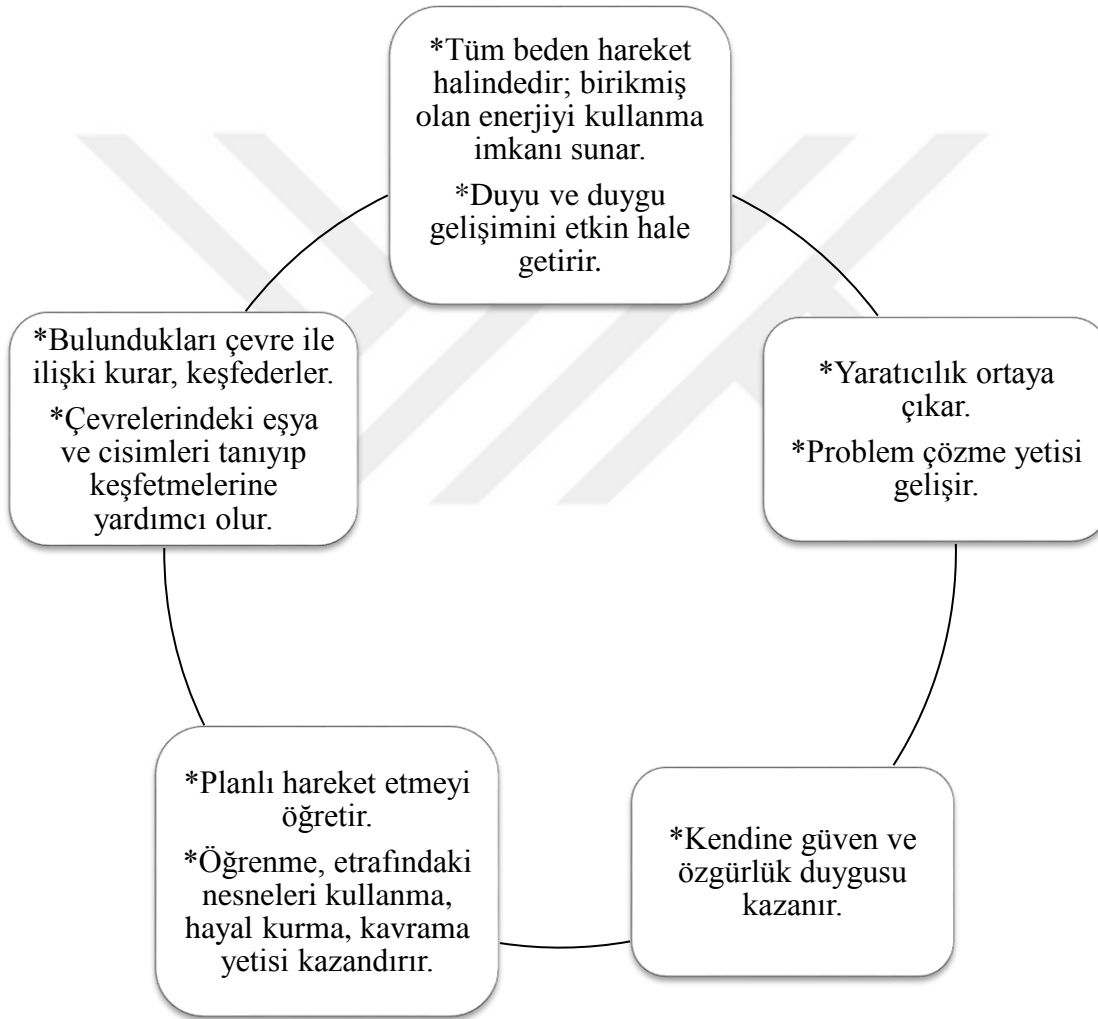 *Tüm beden hareket
halindedir; birikmiş
olan enerjiyi kullanma
imkanı sunar.
*Duyu ve duygu
gelişimini etkin hale
getirir.
*Yaratıcılık ortaya
çıkar.
*Problem çözme yetisi
gelişir.
*Kendine güven ve
özgürlük duygusu
kazanır.
*Planlı hareket etmeyi
öğretir.
*Öğrenme, etrafındaki
nesneleri kullanma,
hayal kurma, kavrama
yetisi kazandırır.
*Bulundukları çevre ile
ilişki kurar, keşfederler.
*Çevrelerindeki eşya
ve cisimleri tanıyıp
keşfetmelerine
yardımcı olur.